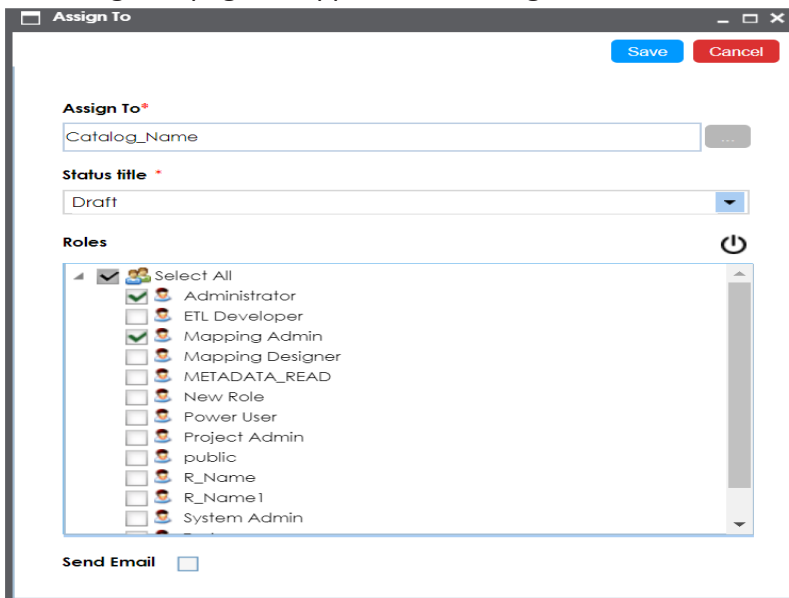 Assign To
Save Cancel
Assign To*
Catalog_Name
...
Status title *
Draft
Roles
Select All
Administrator
ETL Developer
Mapping Admin
Mapping Designer
METADATA_READ
New Role
Power User
Project Admin
public
R_Name
R_Name1
System Admin
Send Email